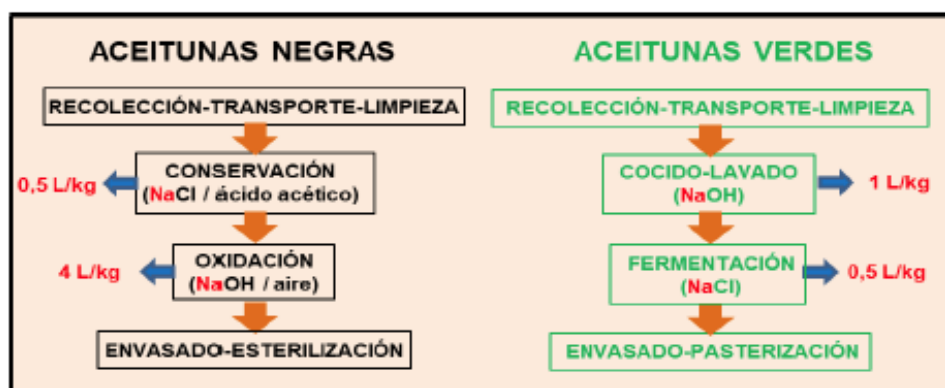 ACEITUNAS NEGRAS
RECOLECCIÓN-TRANSPORTE-LIMPIEZA
0,5 L/kg
CONSERVACIÓN
(NaCl / ácido acético)
4 L/kg
OXIDACIÓN
(NaOH / aire)
ENVASADO-ESTERILIZACIÓN
ACEITUNAS VERDES
RECOLECCIÓN-TRANSPORTE-LIMPIEZA
COCIDO-LAVADO
(NaOH)
1 L/kg
FERMENTACIÓN
(NaCl)
0,5 L/kg
ENVASADO-PASTERIZACIÓN